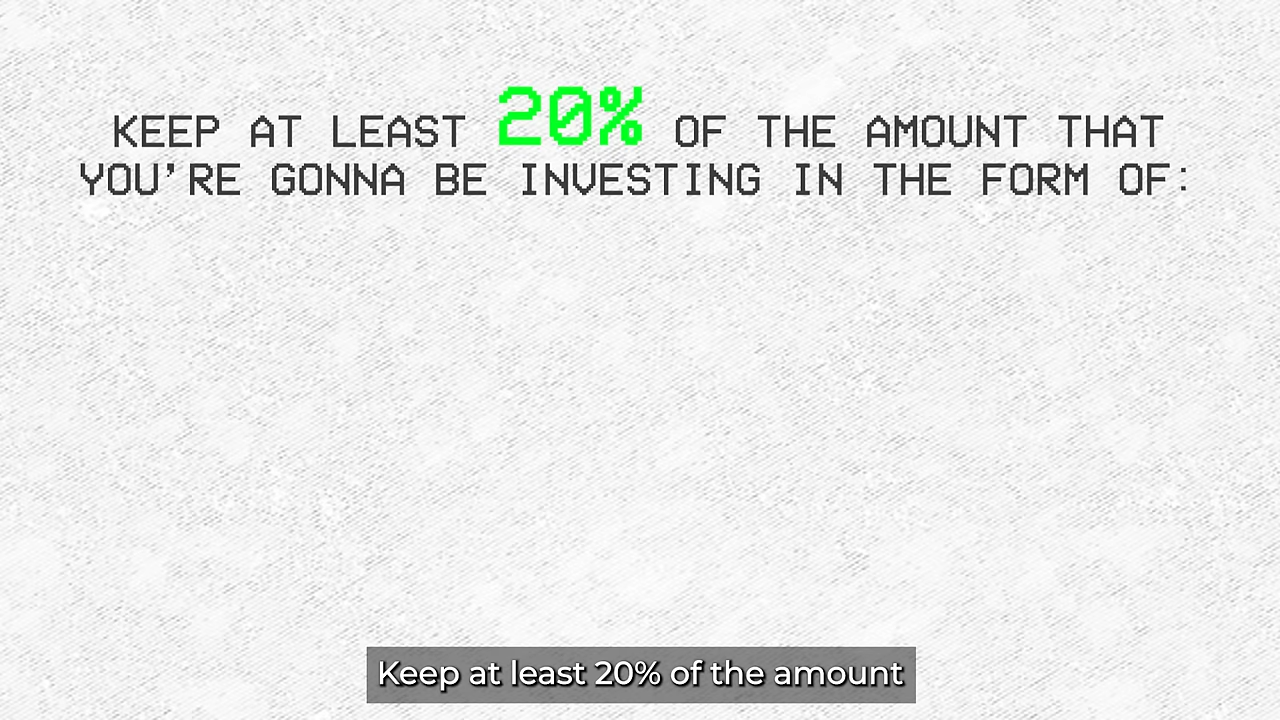 KEEP AT LEAST 20% OF THE AMOUNT THAT
YOU'RE GONNA BE INVESTING IN THE FORM OF:
Keep at least 20% of the amount